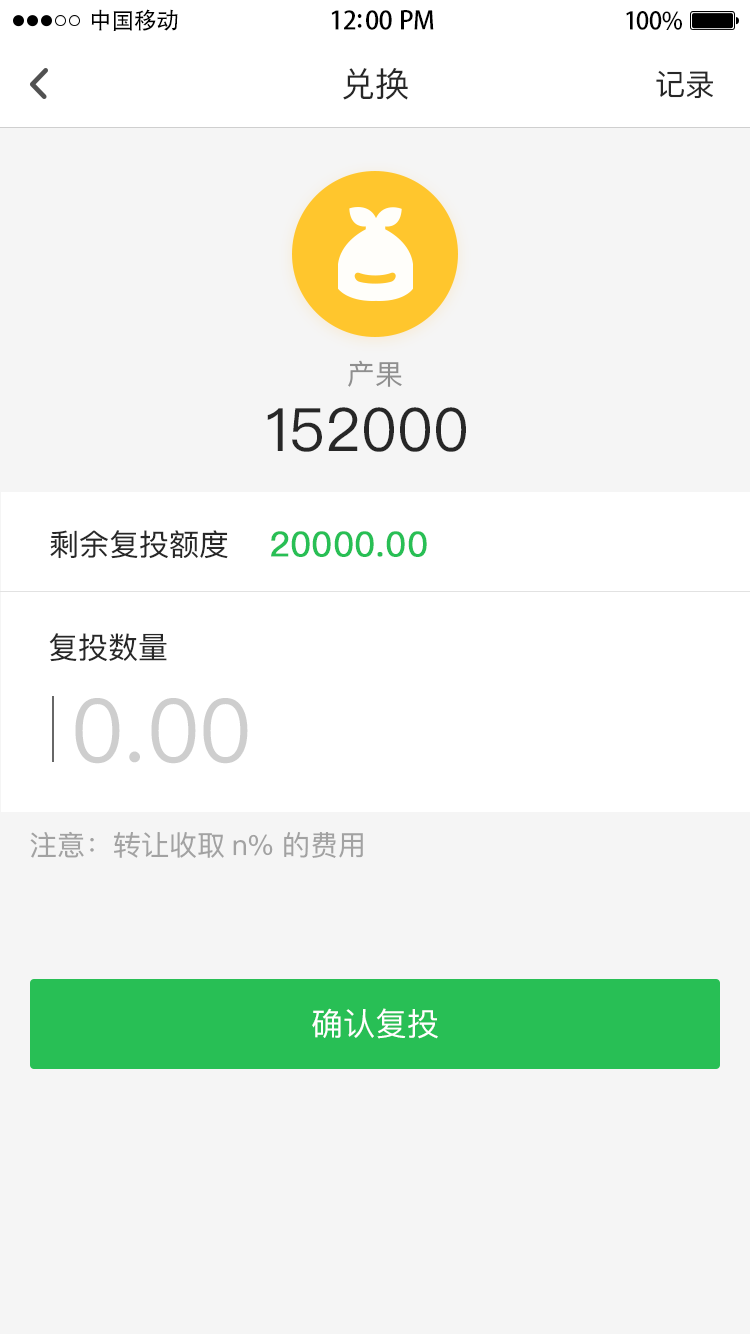 中国移动 12:00 PM 100%
兑换 记录
产果
152000
剩余复投额度 20000.00
复投数量
0.00
注意：转让收取 n% 的费用
确认复投